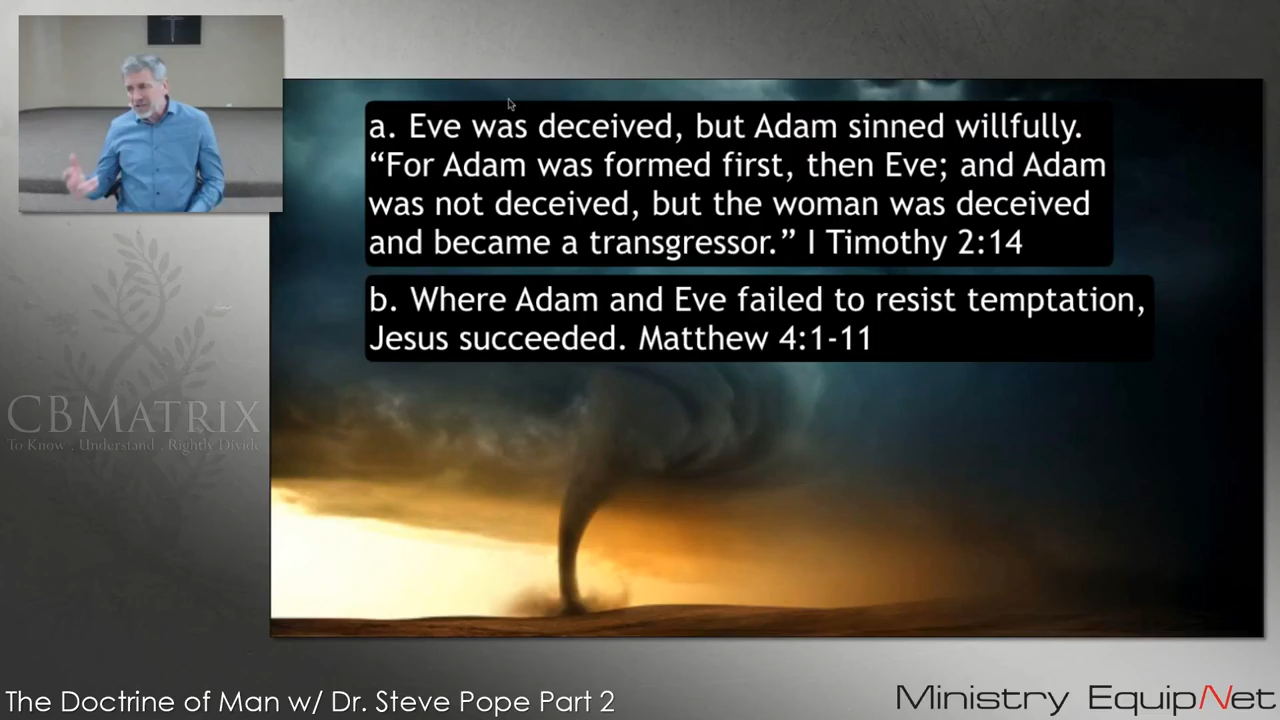 a. Eve was deceived, but Adam sinned willfully.
“For Adam was formed first, then Eve; and Adam
was not deceived, but the woman was deceived
and became a transgressor.” I Timothy 2:14
b. Where Adam and Eve failed to resist temptation,
Jesus succeeded. Matthew 4:1-11
CBMATRIX
To Know , Understand , Rightly Divide
The Doctrine of Man w/ Dr. Steve Pope Part 2
Ministry EquipNet